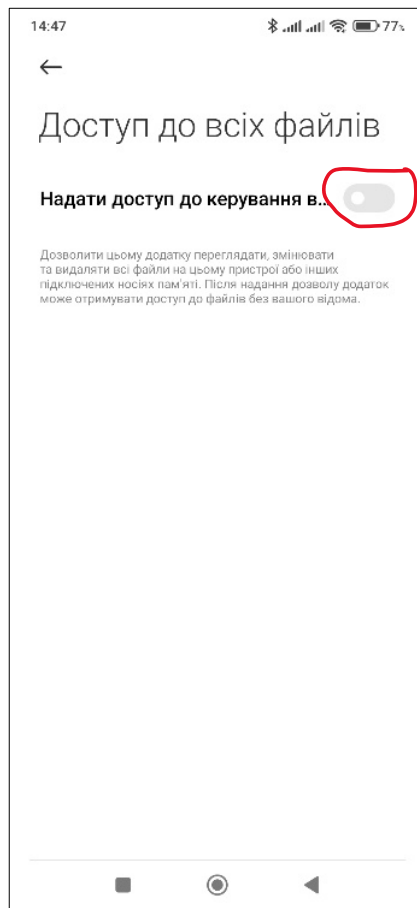 14:47 77%
Доступ до всіх файлів
Надати доступ до керування в...
Дозволити цьому додатку переглядати, змінювати
та видаляти всі файли на цьому пристрої або інших
підключених носіях пам'яті. Після надання дозволу додаток
може отримувати доступ до файлів без вашого відома.